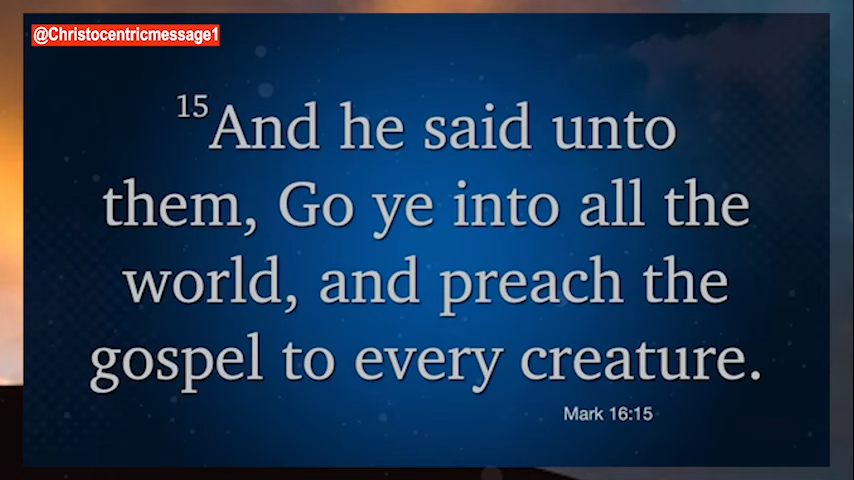 @Christocentricmessage1
15And he said unto
them, Go ye into all the
world, and preach the
gospel to every creature.
Mark 16:15